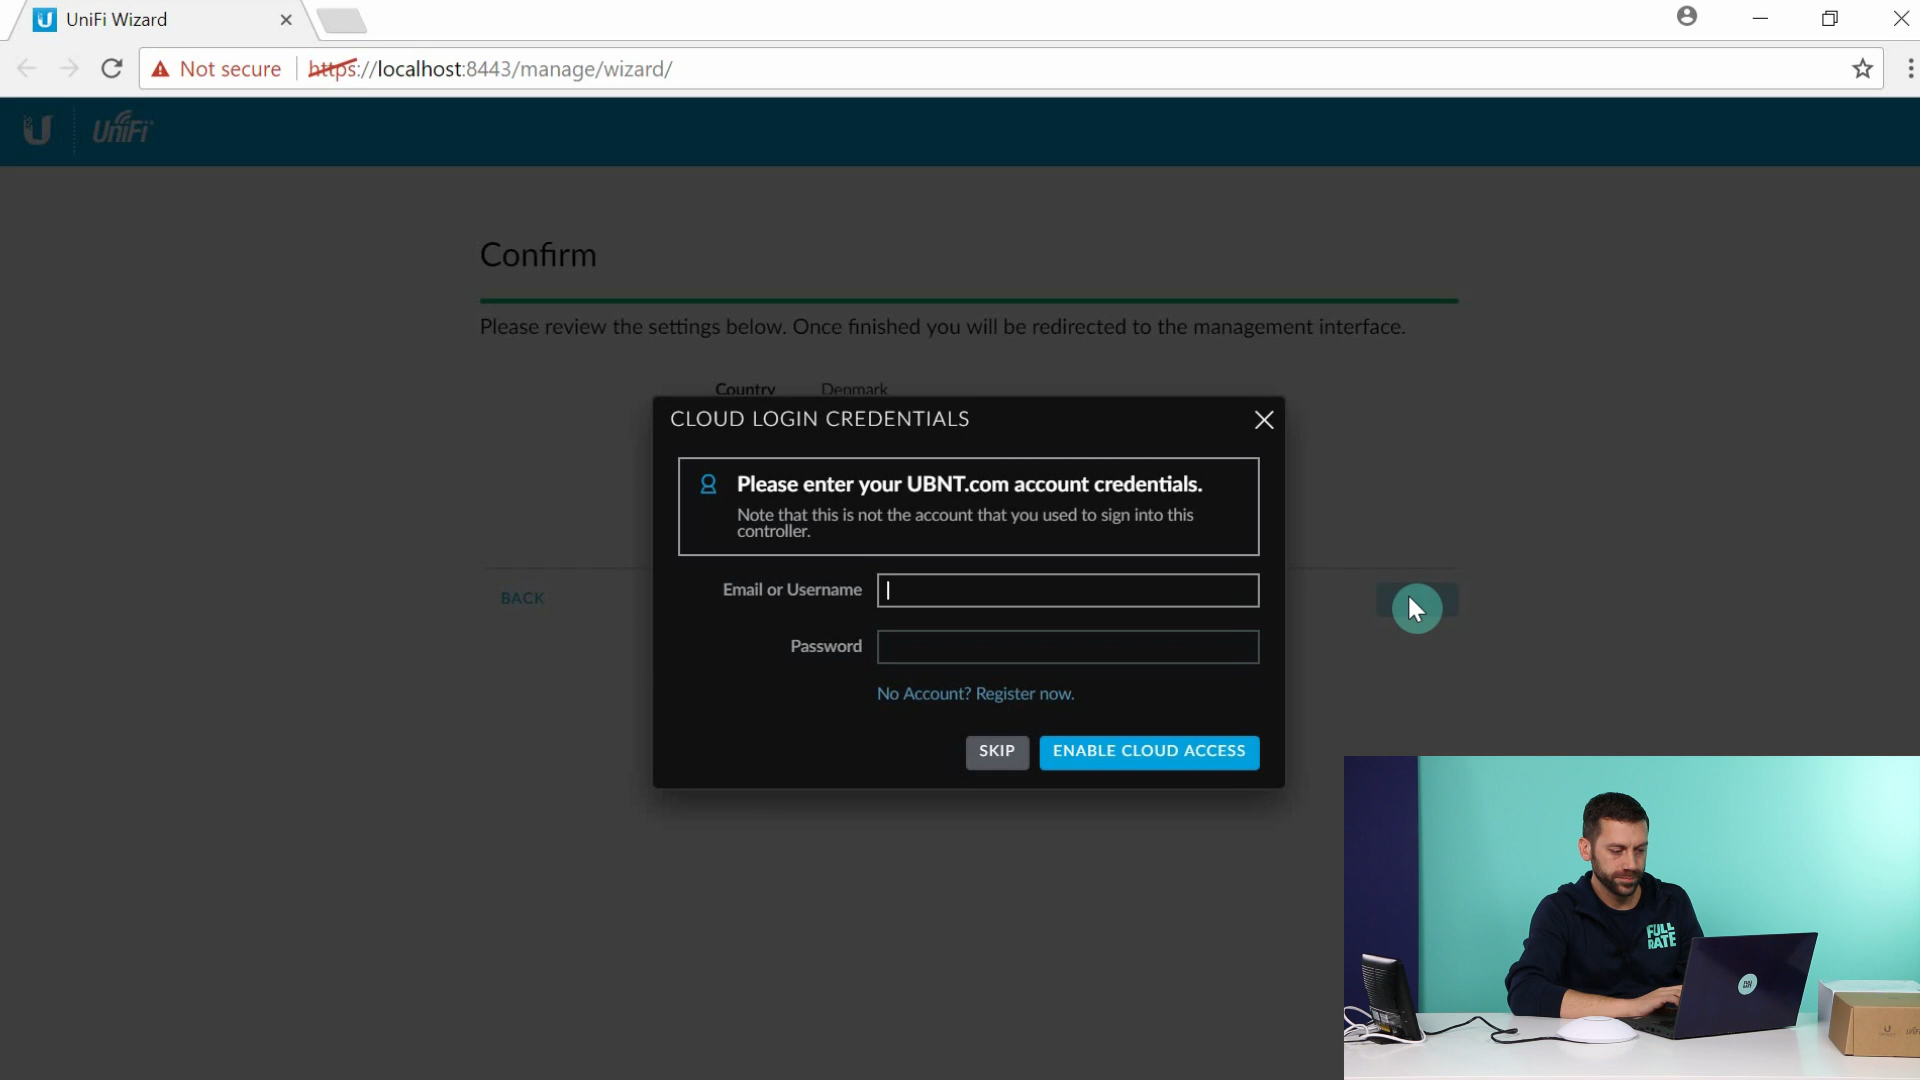 UniFi Wizard
Not secure
https://localhost:8443/manage/wizard/
UniFi
Confirm
Please review the settings below. Once finished you will be redirected to the management interface.
Country Denmark
CLOUD LOGIN CREDENTIALS
Please enter your UBNT.com account credentials.
Note that this is not the account that you used to sign into this
controller.
Email or Username
Password
No Account? Register now.
BACK
SKIP
ENABLE CLOUD ACCESS
FULL
RATE